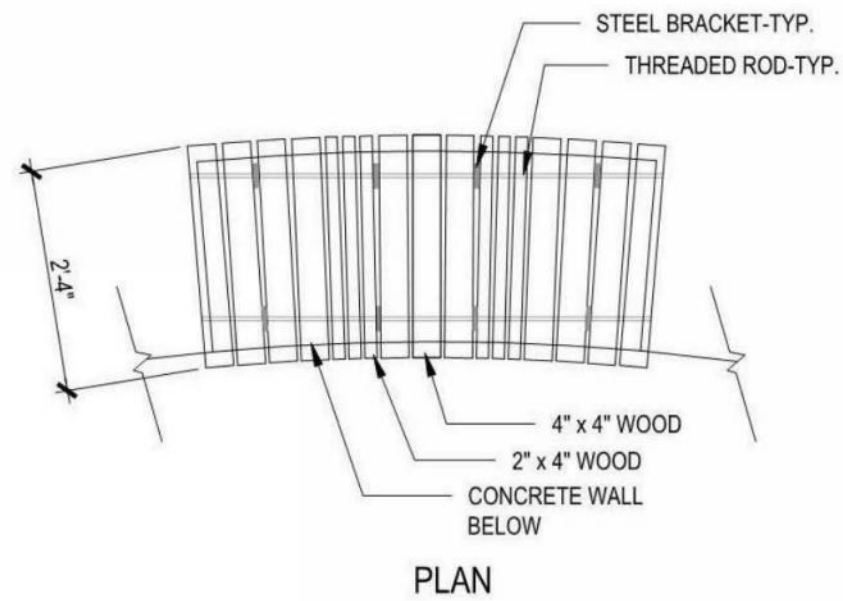 STEEL BRACKET-TYP.
THREADED ROD-TYP.
2'-4"
4" x 4" WOOD
2" x 4" WOOD
CONCRETE WALL
BELOW
PLAN